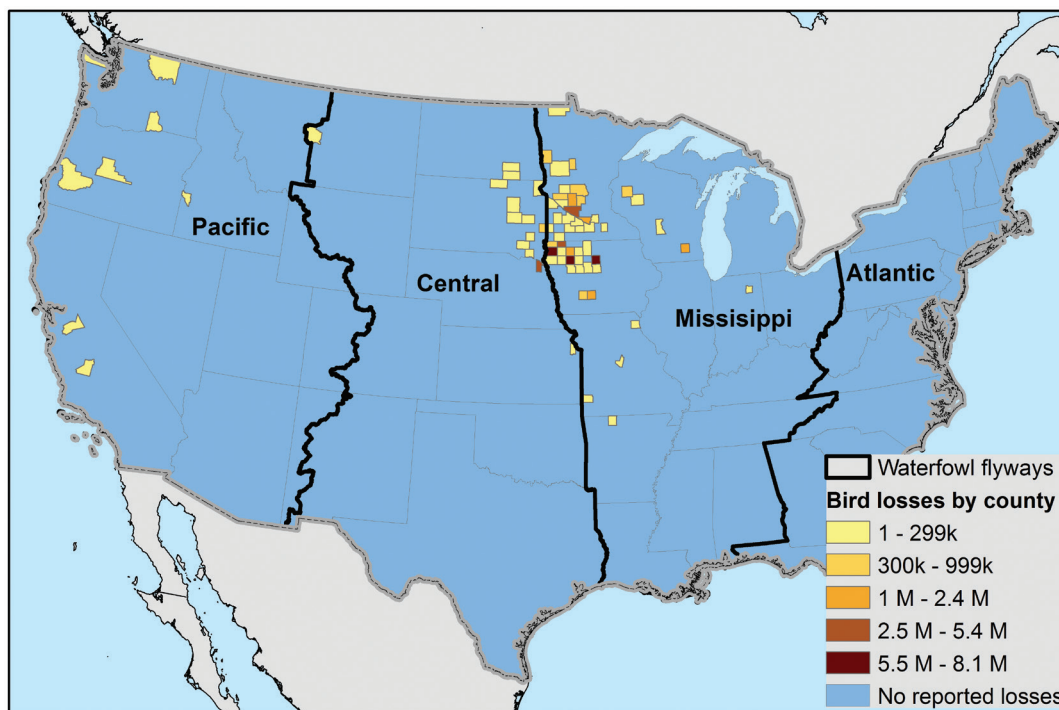 Pacific
Central
Missisippi
Atlantic
Waterfowl flyways
Bird losses by county
1 - 299k
300k - 999k
1 M - 2.4 M
2.5 M - 5.4 M
5.5 M - 8.1 M
No reported losses